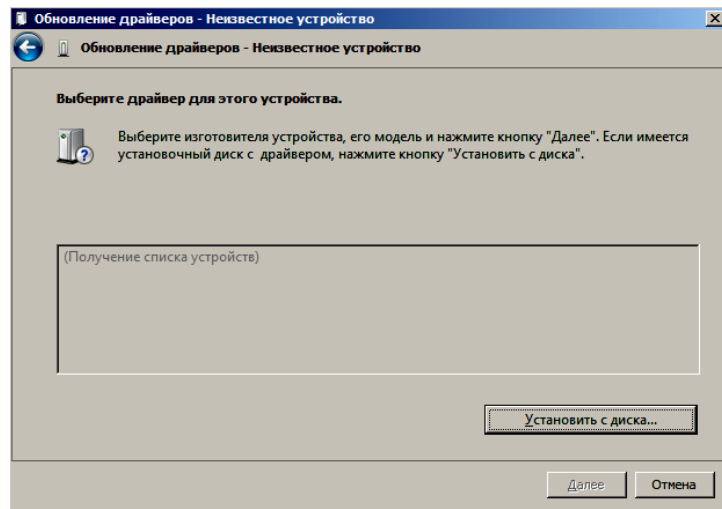 Обновление драйверов - Неизвестное устройство
Обновление драйверов - Неизвестное устройство
Выберите драйвер для этого устройства.
Выберите изготовителя устройства, его модель и нажмите кнопку "Далее". Если имеется
установочный диск с драйвером, нажмите кнопку "Установить с диска".
(Получение списка устройств)
Установить с диска...
Далее
Отмена